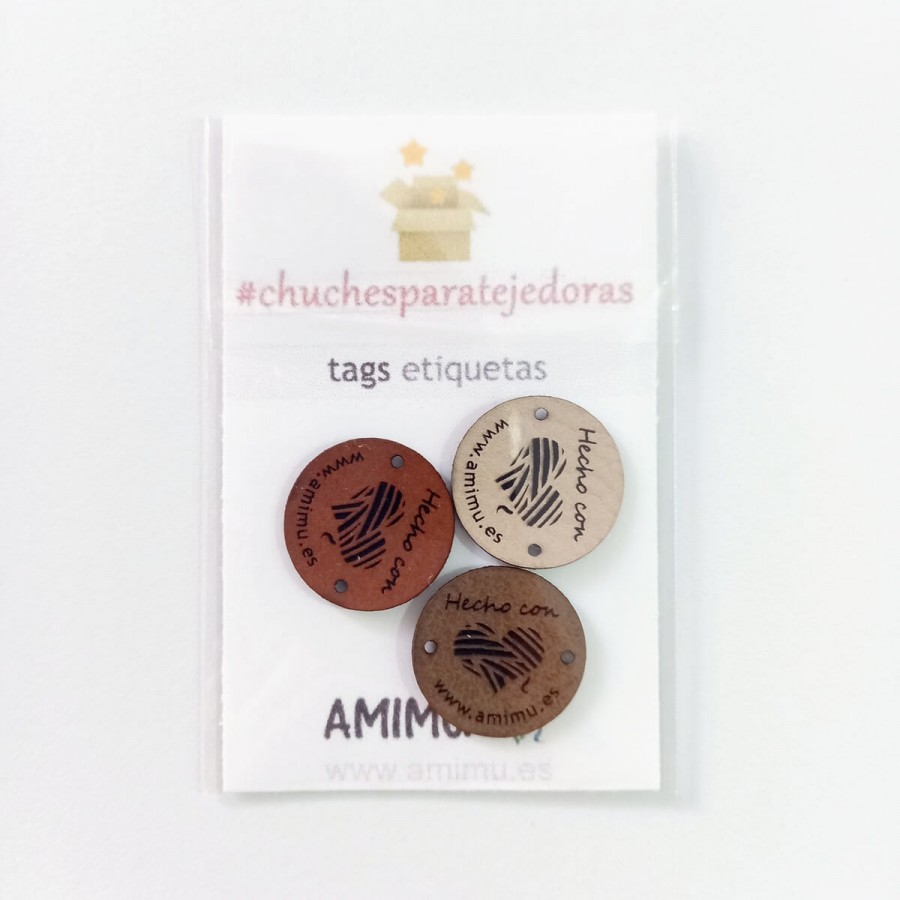 #chuchesparatejedoras
tags etiquetas
Hecho con
www.amimu.es
Hecho con
www.amimu.es
Hecho con
www.amimu.es
AMIMU
www.amimu.es